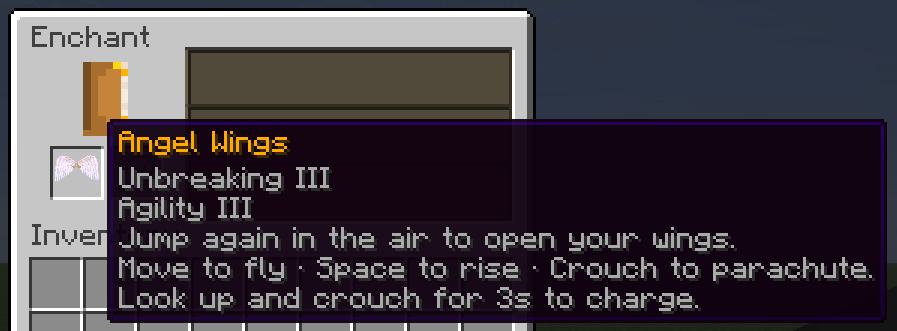 Enchant
Angel Wings
Unbreaking III
Agility III
Jump again in the air to open your wings.
Move to fly · Space to rise · Crouch to parachute.
Look up and crouch for 3s to charge.